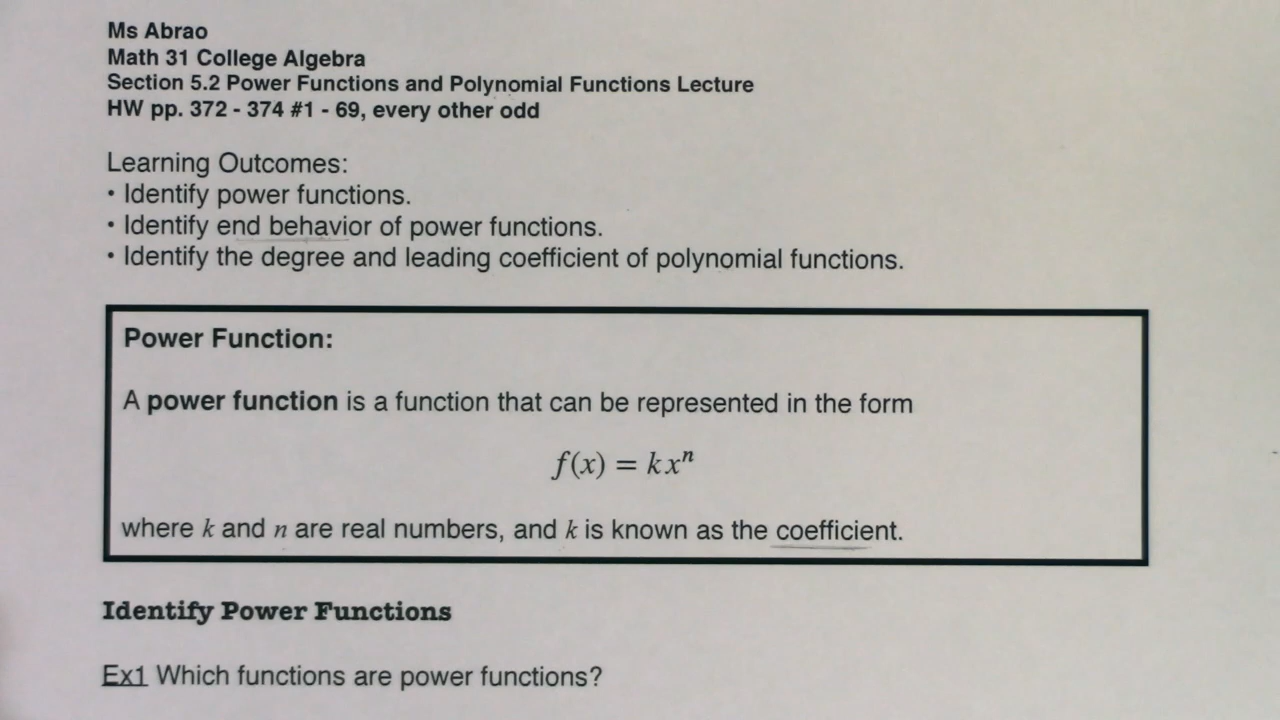 Ms Abrao
Math 31 College Algebra
Section 5.2 Power Functions and Polynomial Functions Lecture
HW pp. 372 - 374 #1 - 69, every other odd
Learning Outcomes:
• Identify power functions.
• Identify end behavior of power functions.
• Identify the degree and leading coefficient of polynomial functions.
Power Function:
A power function is a function that can be represented in the form
f(x) = kxⁿ
where k and n are real numbers, and k is known as the coefficient.
Identify Power Functions
Ex1 Which functions are power functions?